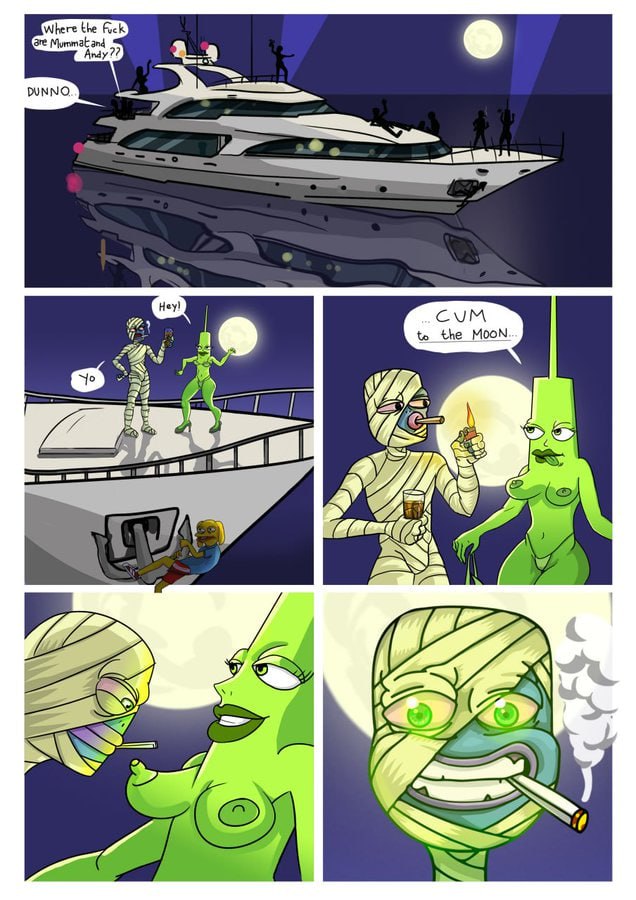 Where the Fuck
are Mummat and
Andy??
DUNNO...
Hey!
Yo
... CUM
to the MOON...